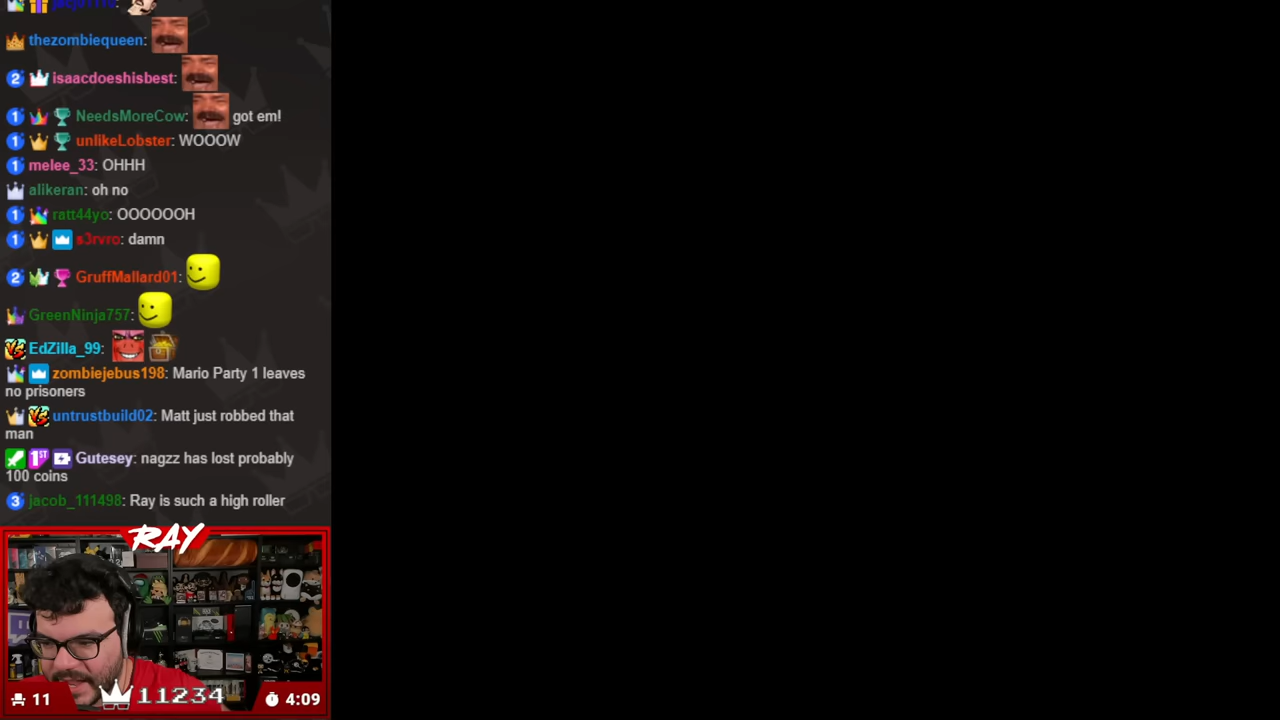 thezombiequeen:
isaacdoeshisbest:
NeedsMoreCow: got em!
unlikeLobster: WOOOW
melee_33: OHHH
alikeran: oh no
ratt44yo: OOOOOOH
s3rvro: damn
GruffMallard01:
GreenNinja757:
EdZilla_99:
zombiejebus198: Mario Party 1 leaves
no prisoners
untrustbuild02: Matt just robbed that
man
1ST Gutesey: nagzz has lost probably
100 coins
jacob_111498: Ray is such a high roller
RAY
11 11234 4:09